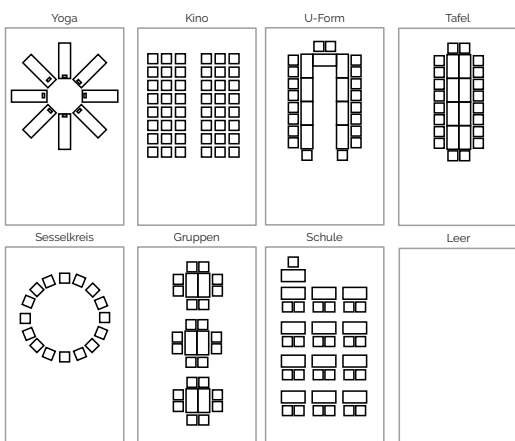 Yoga
Kino
U-Form
Tafel
Sesselkreis
Gruppen
Schule
Leer